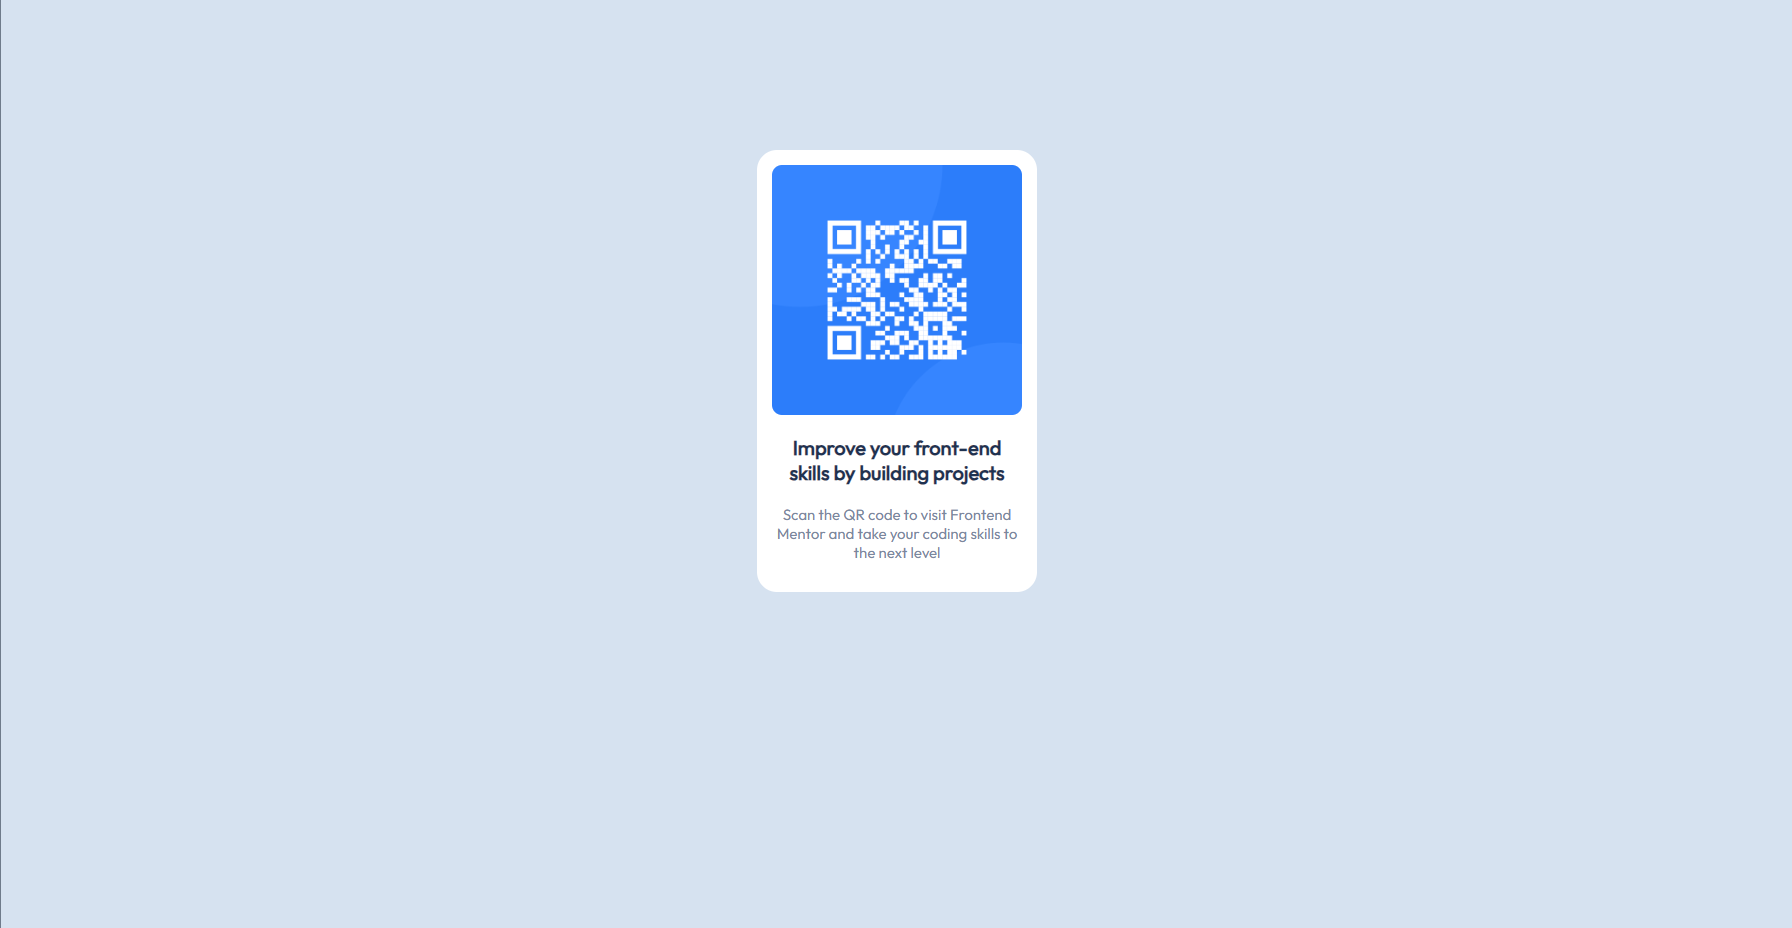 Improve your front-end
skills by building projects
Scan the QR code to visit Frontend
Mentor and take your coding skills to
the next level